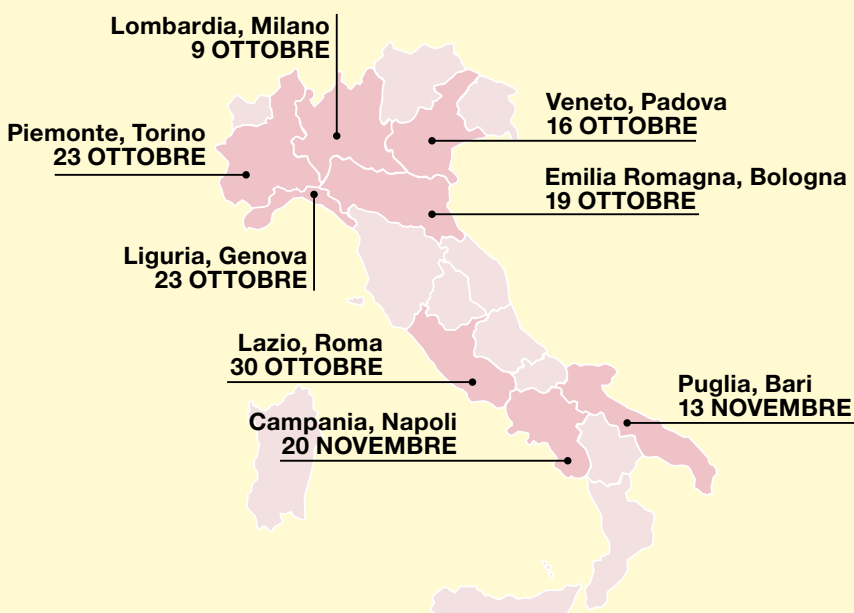 Lombardia, Milano
9 OTTOBRE
Veneto, Padova
16 OTTOBRE
Piemonte, Torino
23 OTTOBRE
Emilia Romagna, Bologna
19 OTTOBRE
Liguria, Genova
23 OTTOBRE
Lazio, Roma
30 OTTOBRE
Puglia, Bari
13 NOVEMBRE
Campania, Napoli
20 NOVEMBRE